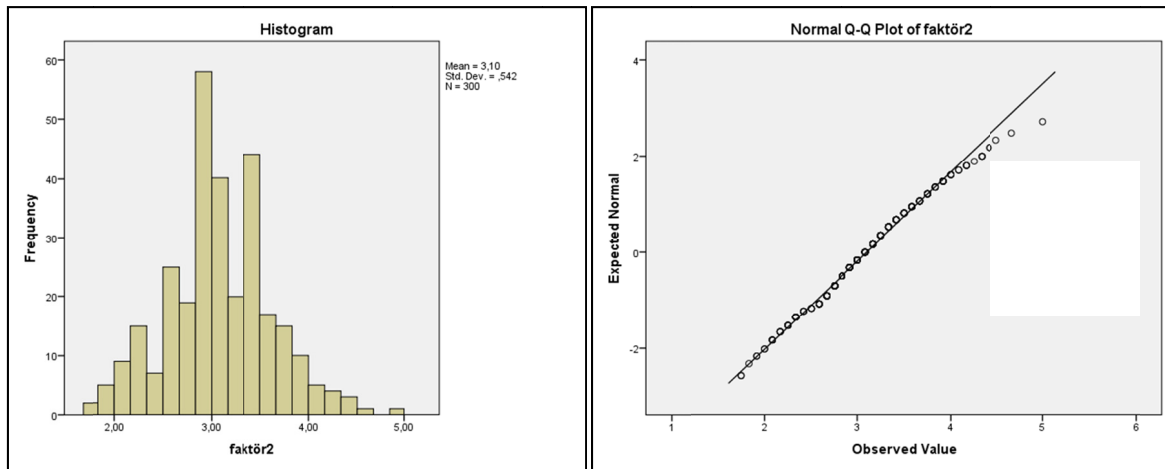 Histogram
Mean = 3,10
Std. Dev. = ,542
N = 300
60
50
40
30
20
10
0
Frequency
2,00 3,00 4,00 5,00
faktör2
Normal Q-Q Plot of faktör2
4
2
0
-2
Expected Normal
1 2 3 4 5 6
Observed Value